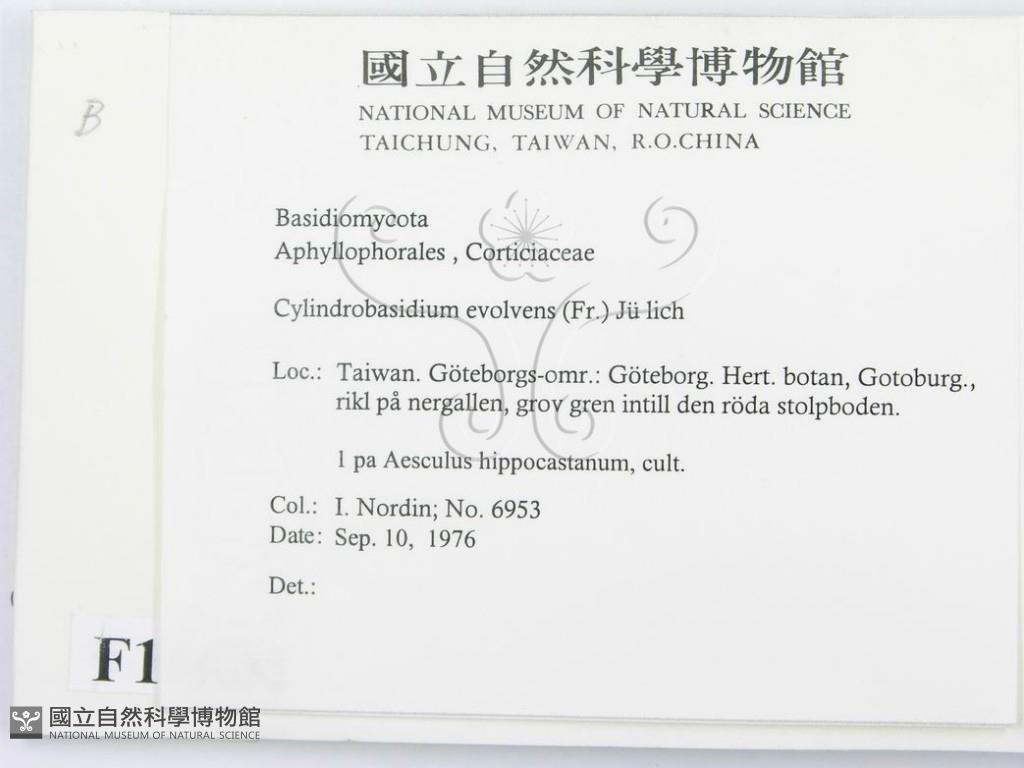 國立自然科學博物館
NATIONAL MUSEUM OF NATURAL SCIENCE
TAICHUNG, TAIWAN, R.O.CHINA
B
Basidiomycota
Aphyllophorales , Corticiaceae
Cylindrobasidium evolvens (Fr.) Jü lich
Loc.: Taiwan. Göteborgs-omr.: Göteborg. Hert. botan, Gotoburg.,
rikl på nergallen, grov gren intill den röda stolpboden.
1 pa Aesculus hippocastanum, cult.
Col.: I. Nordin; No. 6953
Date: Sep. 10, 1976
Det.:
F1
國立自然科學博物館
NATIONAL MUSEUM OF NATURAL SCIENCE